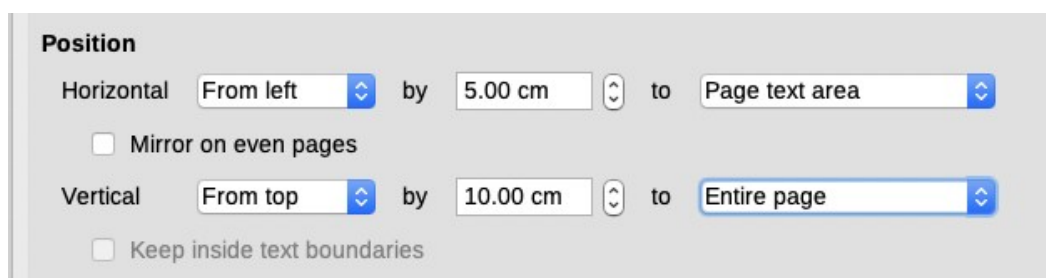 Position
Horizontal From left by 5.00 cm to Page text area
Mirror on even pages
Vertical From top by 10.00 cm to Entire page
Keep inside text boundaries